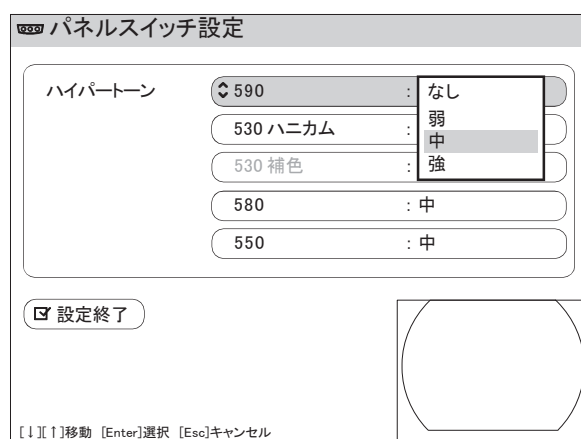 パネルスイッチ設定
ハイパートーン
590 :
なし
弱
中
強
530 ハニカム :
530 補色 :
580 : 中
550 : 中
設定終了
[↓][↑]移動 [Enter]選択 [Esc]キャンセル